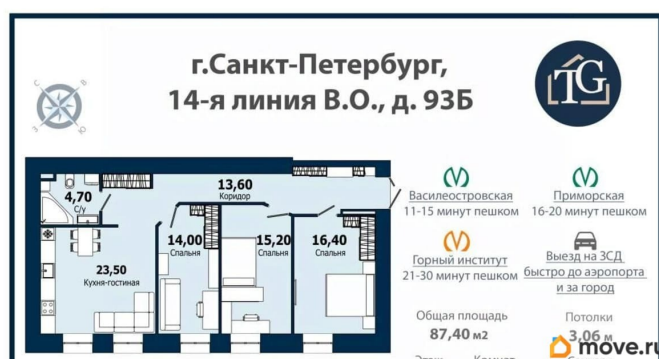 г.Санкт-Петербург,
14-я линия В.О., д. 93Б
TG
С
В
Ю
4,70
С/у
13,60
Коридор
14,00
Спальня
15,20
Спальня
16,40
Спальня
23,50
Кухня-гостиная
Василеостровская
11-15 минут пешком
Приморская
16-20 минут пешком
Горный институт
21-30 минут пешком
Выезд на ЗСД
быстро до аэропорта
и за город
Общая площадь
87,40 м2
Потолки
3,06 м
Этаж
Комнат
move.ru